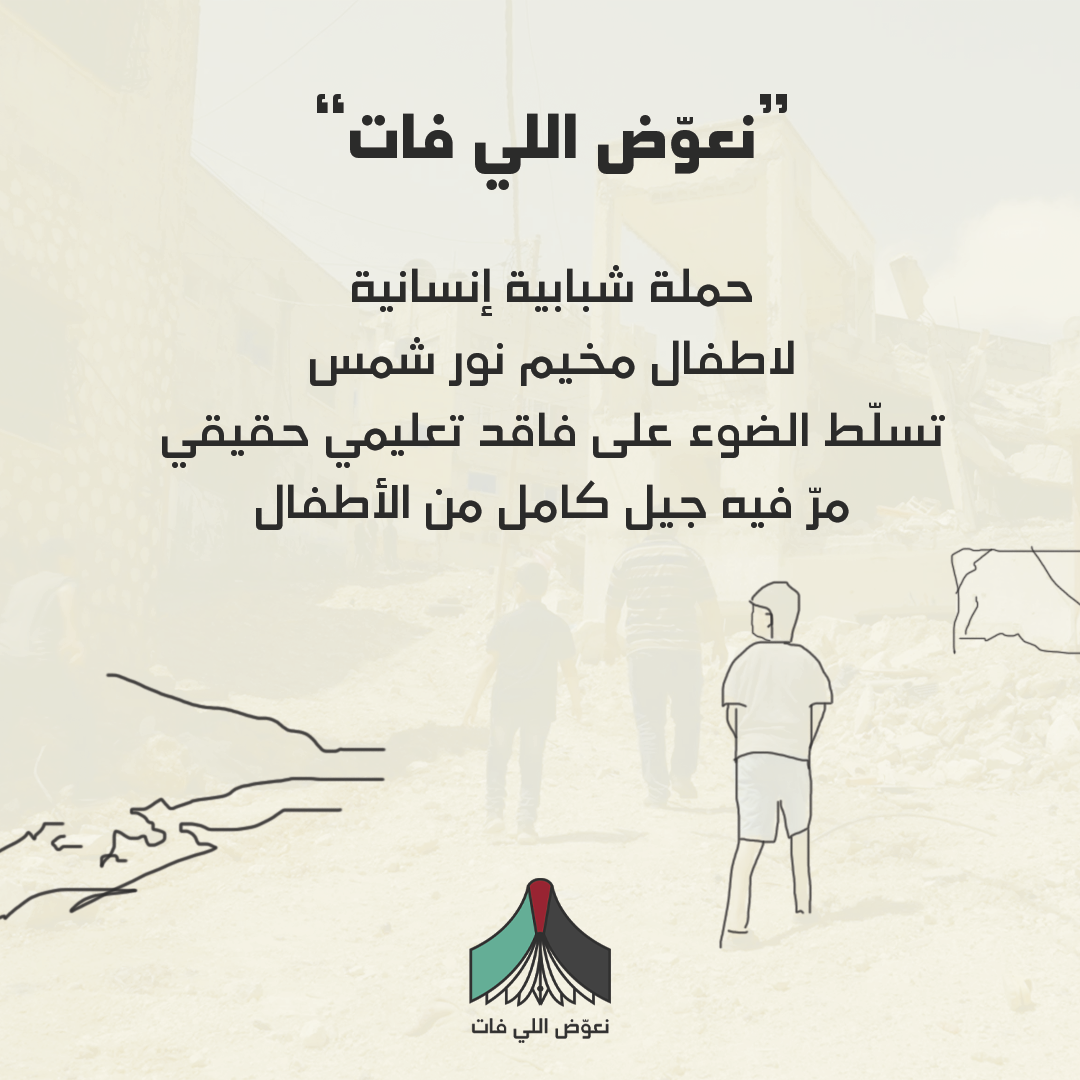 ”نعوّض اللي فات“
حملة شبابية إنسانية
لاطفال مخيم نور شمس
تسلّط الضوء على فاقد تعليمي حقيقي
مرّ فيه جيل كامل من الأطفال
نعوّض اللي فات